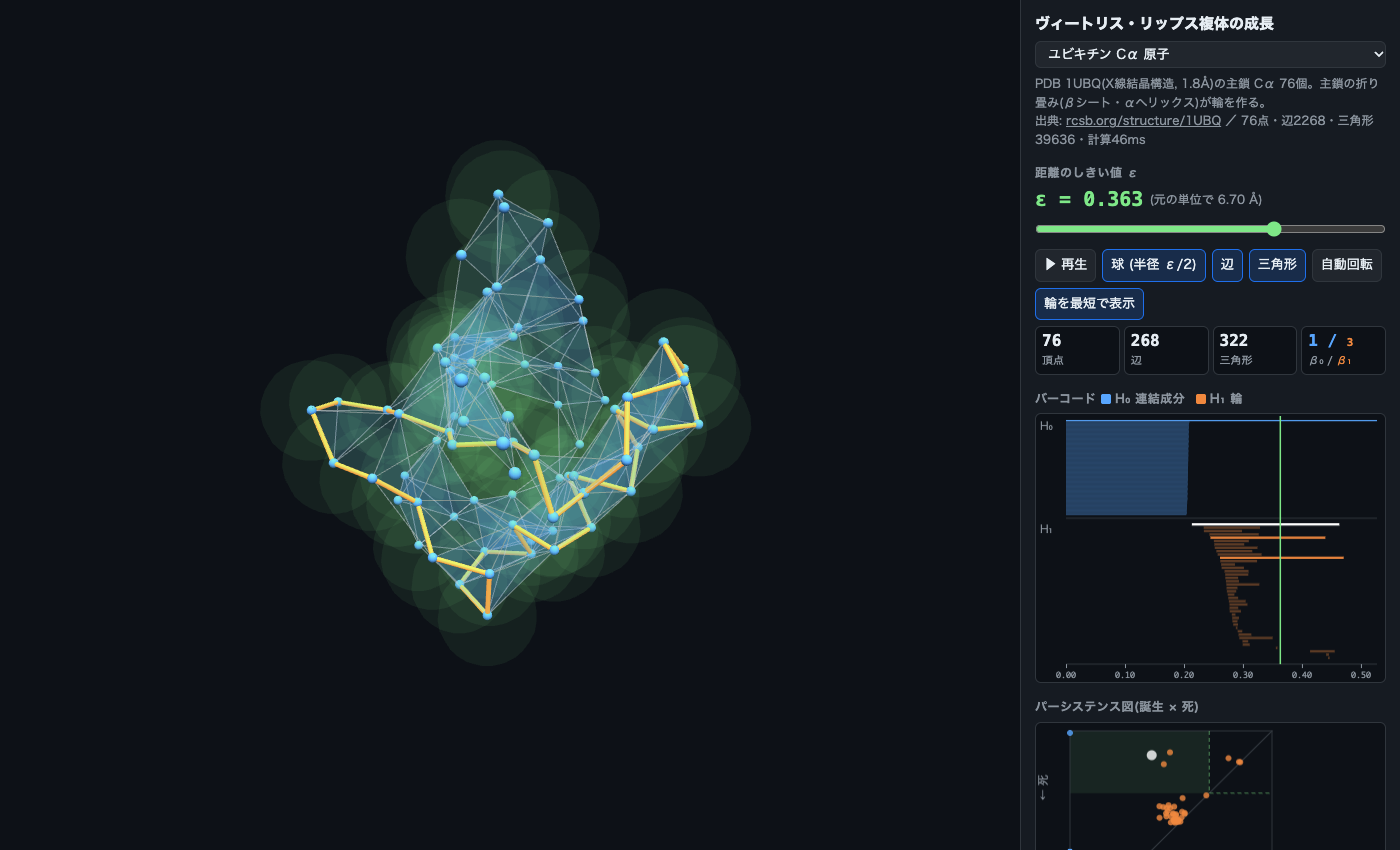 ヴィートリス・リップス複体の成長
ユビキチン Cα 原子
PDB 1UBQ(X線結晶構造, 1.8Å)の主鎖 Cα 76個。主鎖の折り
畳み(βシート・αヘリックス)が輪を作る。
出典: rcsb.org/structure/1UBQ ／ 76点・辺2268・三角形
39636・計算46ms
距離のしきい値 ε
ε = 0.363 (元の単位で 6.70 Å)
▶ 再生 球 (半径 ε/2) 辺 三角形 自動回転
輪を最短で表示
76 268 322 1 / 3
頂点 辺 三角形 β₀ / β₁
バーコード H₀ 連結成分 H₁ 輪
H₀
H₁
0.00 0.10 0.20 0.30 0.40 0.50
パーシステンス図(誕生 × 死)
← 死